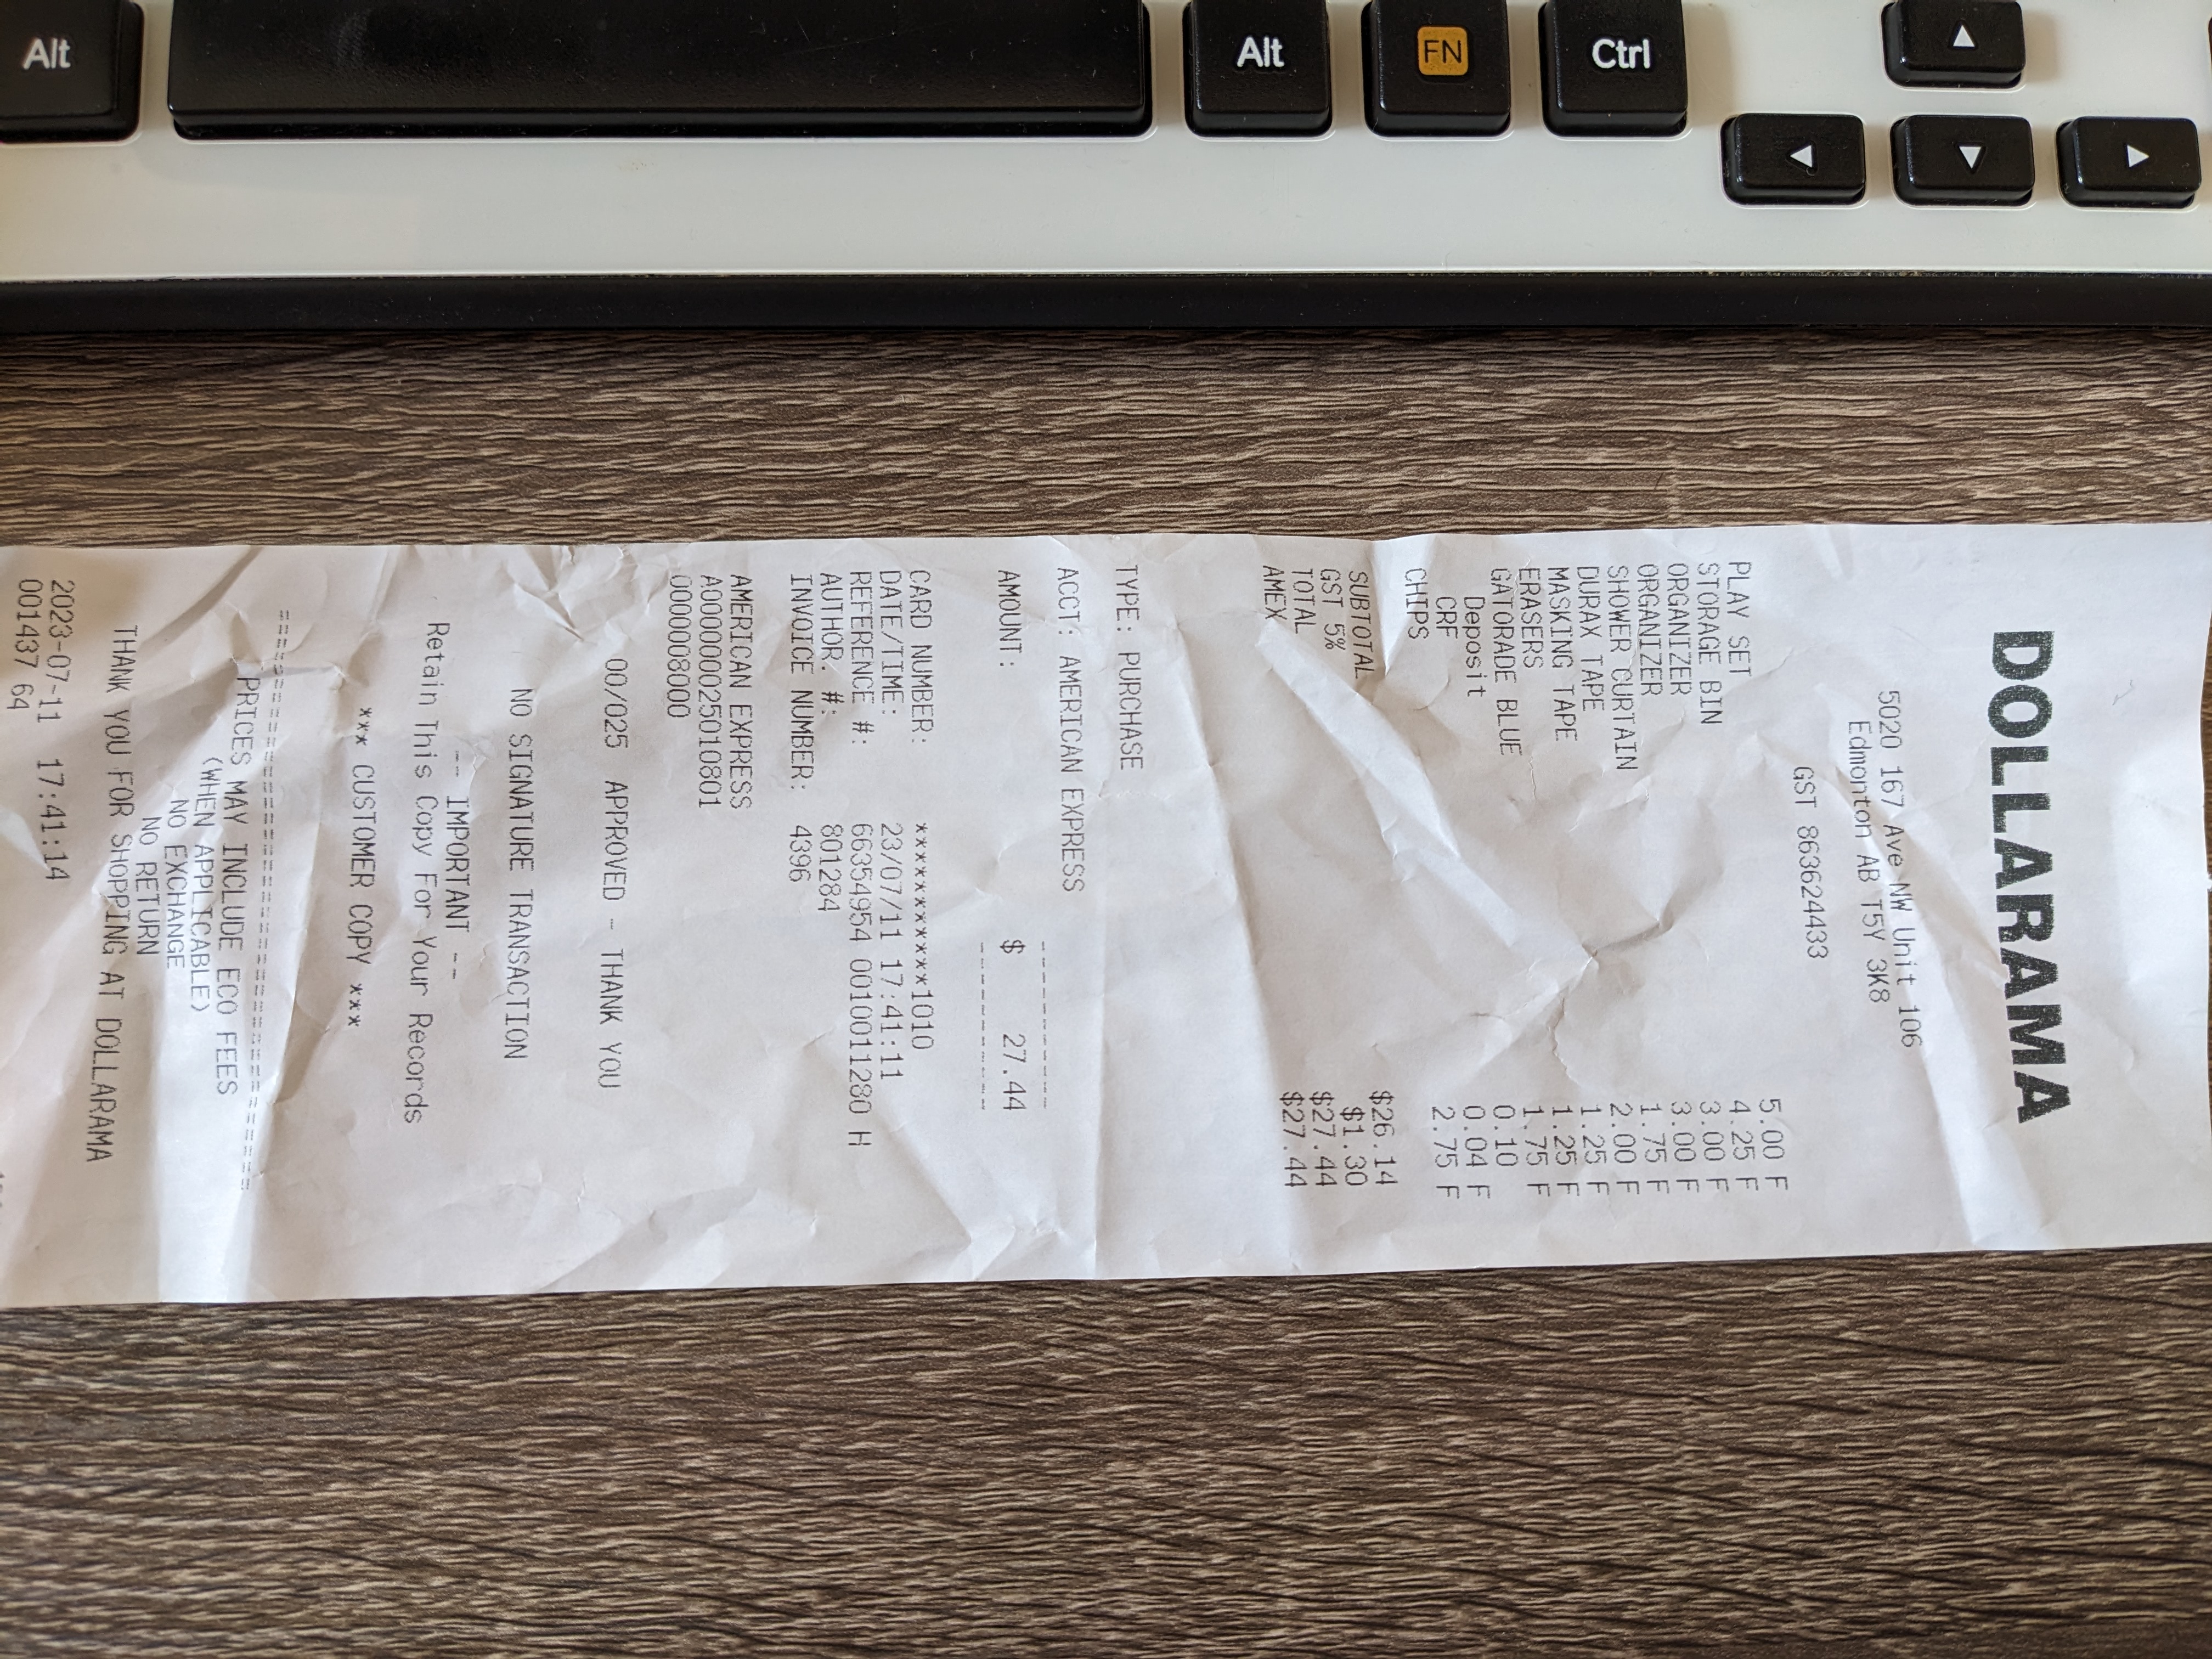 Alt Alt FN Ctrl
DOLLARAMA
5020 167 Ave NW Unit 106
Edmonton AB T5Y 3K8
GST 863624433
PLAY SET 5.00 F
STORAGE BIN 4.25 F
ORGANIZER 3.00 F
ORGANIZER 3.00 F
SHOWER CURTAIN 1.75 F
DURAX TAPE 2.00 F
MASKING TAPE 1.25 F
ERASERS 1.25 F
GATORADE BLUE 1.75 F
Deposit 0.10
CRF 0.04 F
CHIPS 2.75 F
SUBTOTAL $26.14
GST 5% $1.30
TOTAL $27.44
AMEX $27.44
TYPE: PURCHASE
ACCT: AMERICAN EXPRESS
AMOUNT: $ 27.44
CARD NUMBER: ***********1010
DATE/TIME: 23/07/11 17:41:11
REFERENCE #: 66354954 0010011280 H
AUTHOR. #: 801284
INVOICE NUMBER: 4396
AMERICAN EXPRESS
A000000025010801
0000008000
00/025 APPROVED - THANK YOU
NO SIGNATURE TRANSACTION
-- IMPORTANT --
Retain This Copy For Your Records
*** CUSTOMER COPY ***
PRICES MAY INCLUDE ECO FEES
(WHEN APPLICABLE)
NO EXCHANGE
NO RETURN
THANK YOU FOR SHOPPING AT DOLLARAMA
2023-07-11 17:41:14
001437 64